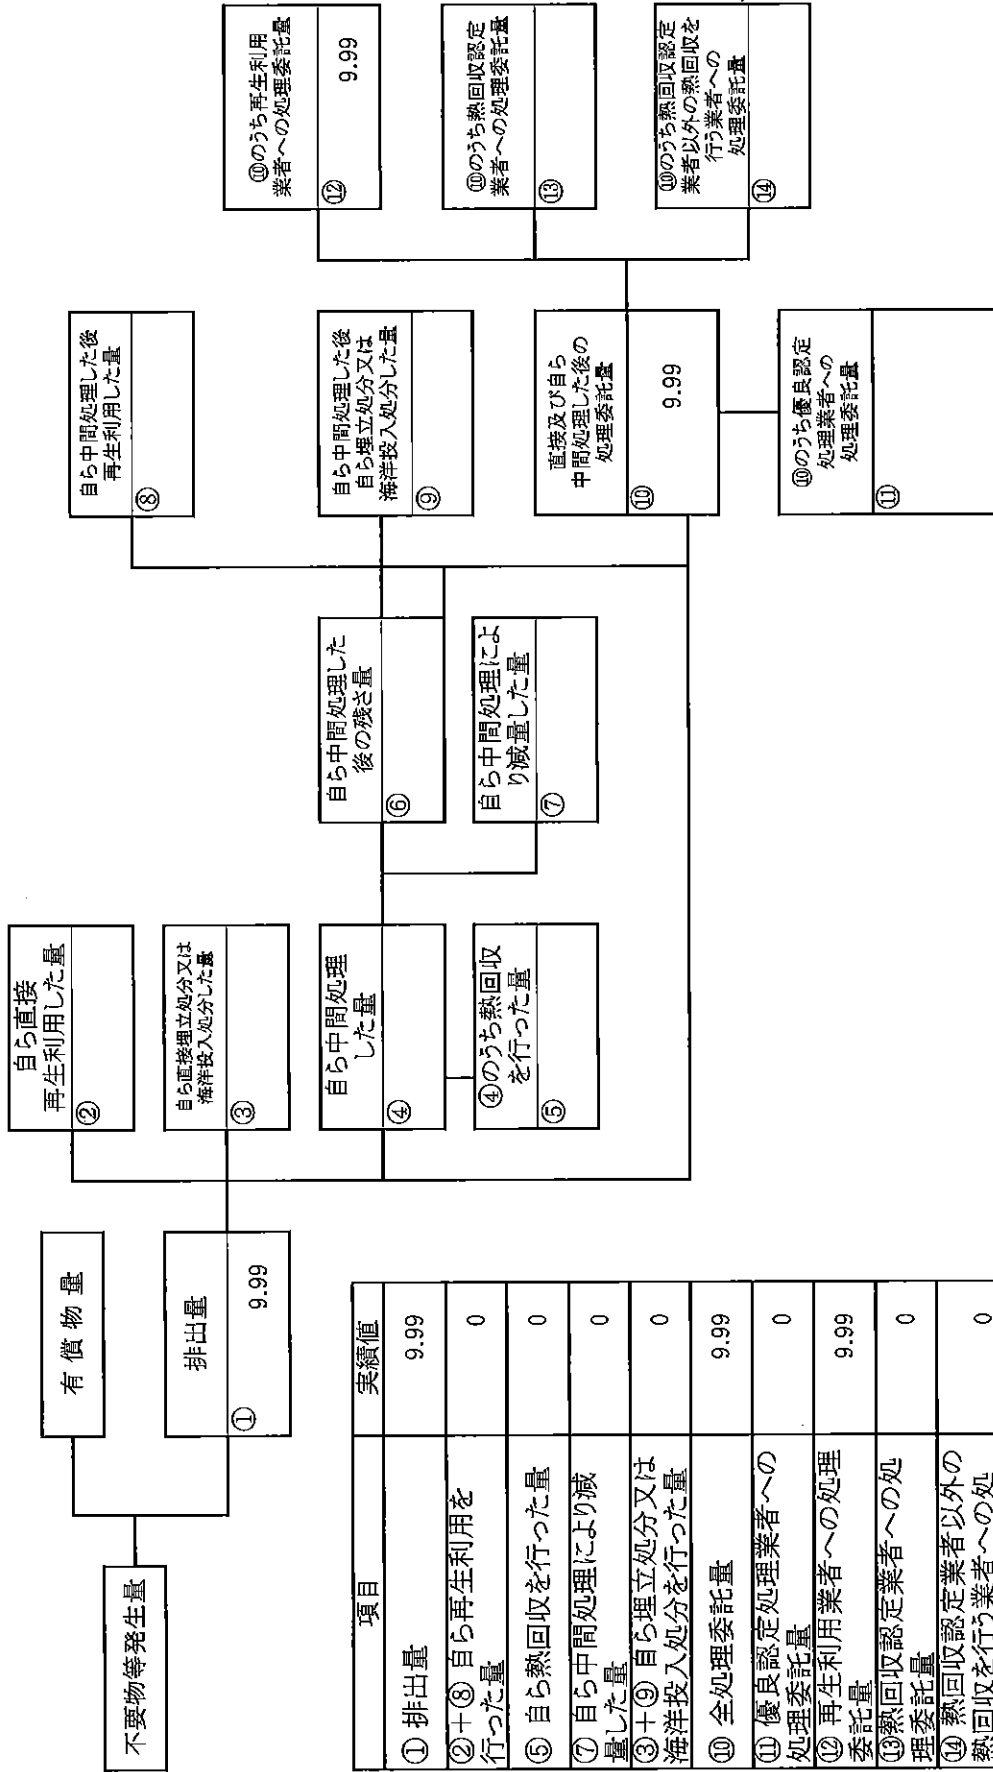 不要物等発生量
有償物量
排出量
①
9.99
自ら直接
再生利用した量
②
自ら直接埋立処分又は
海洋投入処分した量
③
自ら中間処理
した量
④
④のうち熱回収
を行った量
⑤
自ら中間処理した
後の残さ量
⑥
自ら中間処理によ
り減量した量
⑦
自ら中間処理した後
再生利用した量
⑧
自ら中間処理した後
自ら埋立処分又は
海洋投入処分した量
⑨
直接及び自ら
中間処理した後の
処理委託量
⑩
9.99
⑩のうち優良認定
処理業者への
処理委託量
⑪
⑩のうち再生利用
業者への処理委託量
⑫
9.99
⑩のうち熱回収認定
業者への処理委託量
⑬
⑩のうち熱回収認定
業者以外の熱回収を
行う業者への
処理委託量
⑭
項目 実績値
① 排出量 9.99
②+⑧ 自ら再生利用を
行った量 0
⑤ 自ら熱回収を行った量 0
⑦ 自ら中間処理により減
量した量 0
③+⑨ 自ら埋立処分又は
海洋投入処分を行った量 0
⑩ 全処理委託量 9.99
⑪ 優良認定処理業者への
処理委託量 0
⑫ 再生利用業者への処理
委託量 9.99
⑬熱回収認定業者への処
理委託量 0
⑭ 熱回収認定業者以外の
熱回収を行う業者への処 0